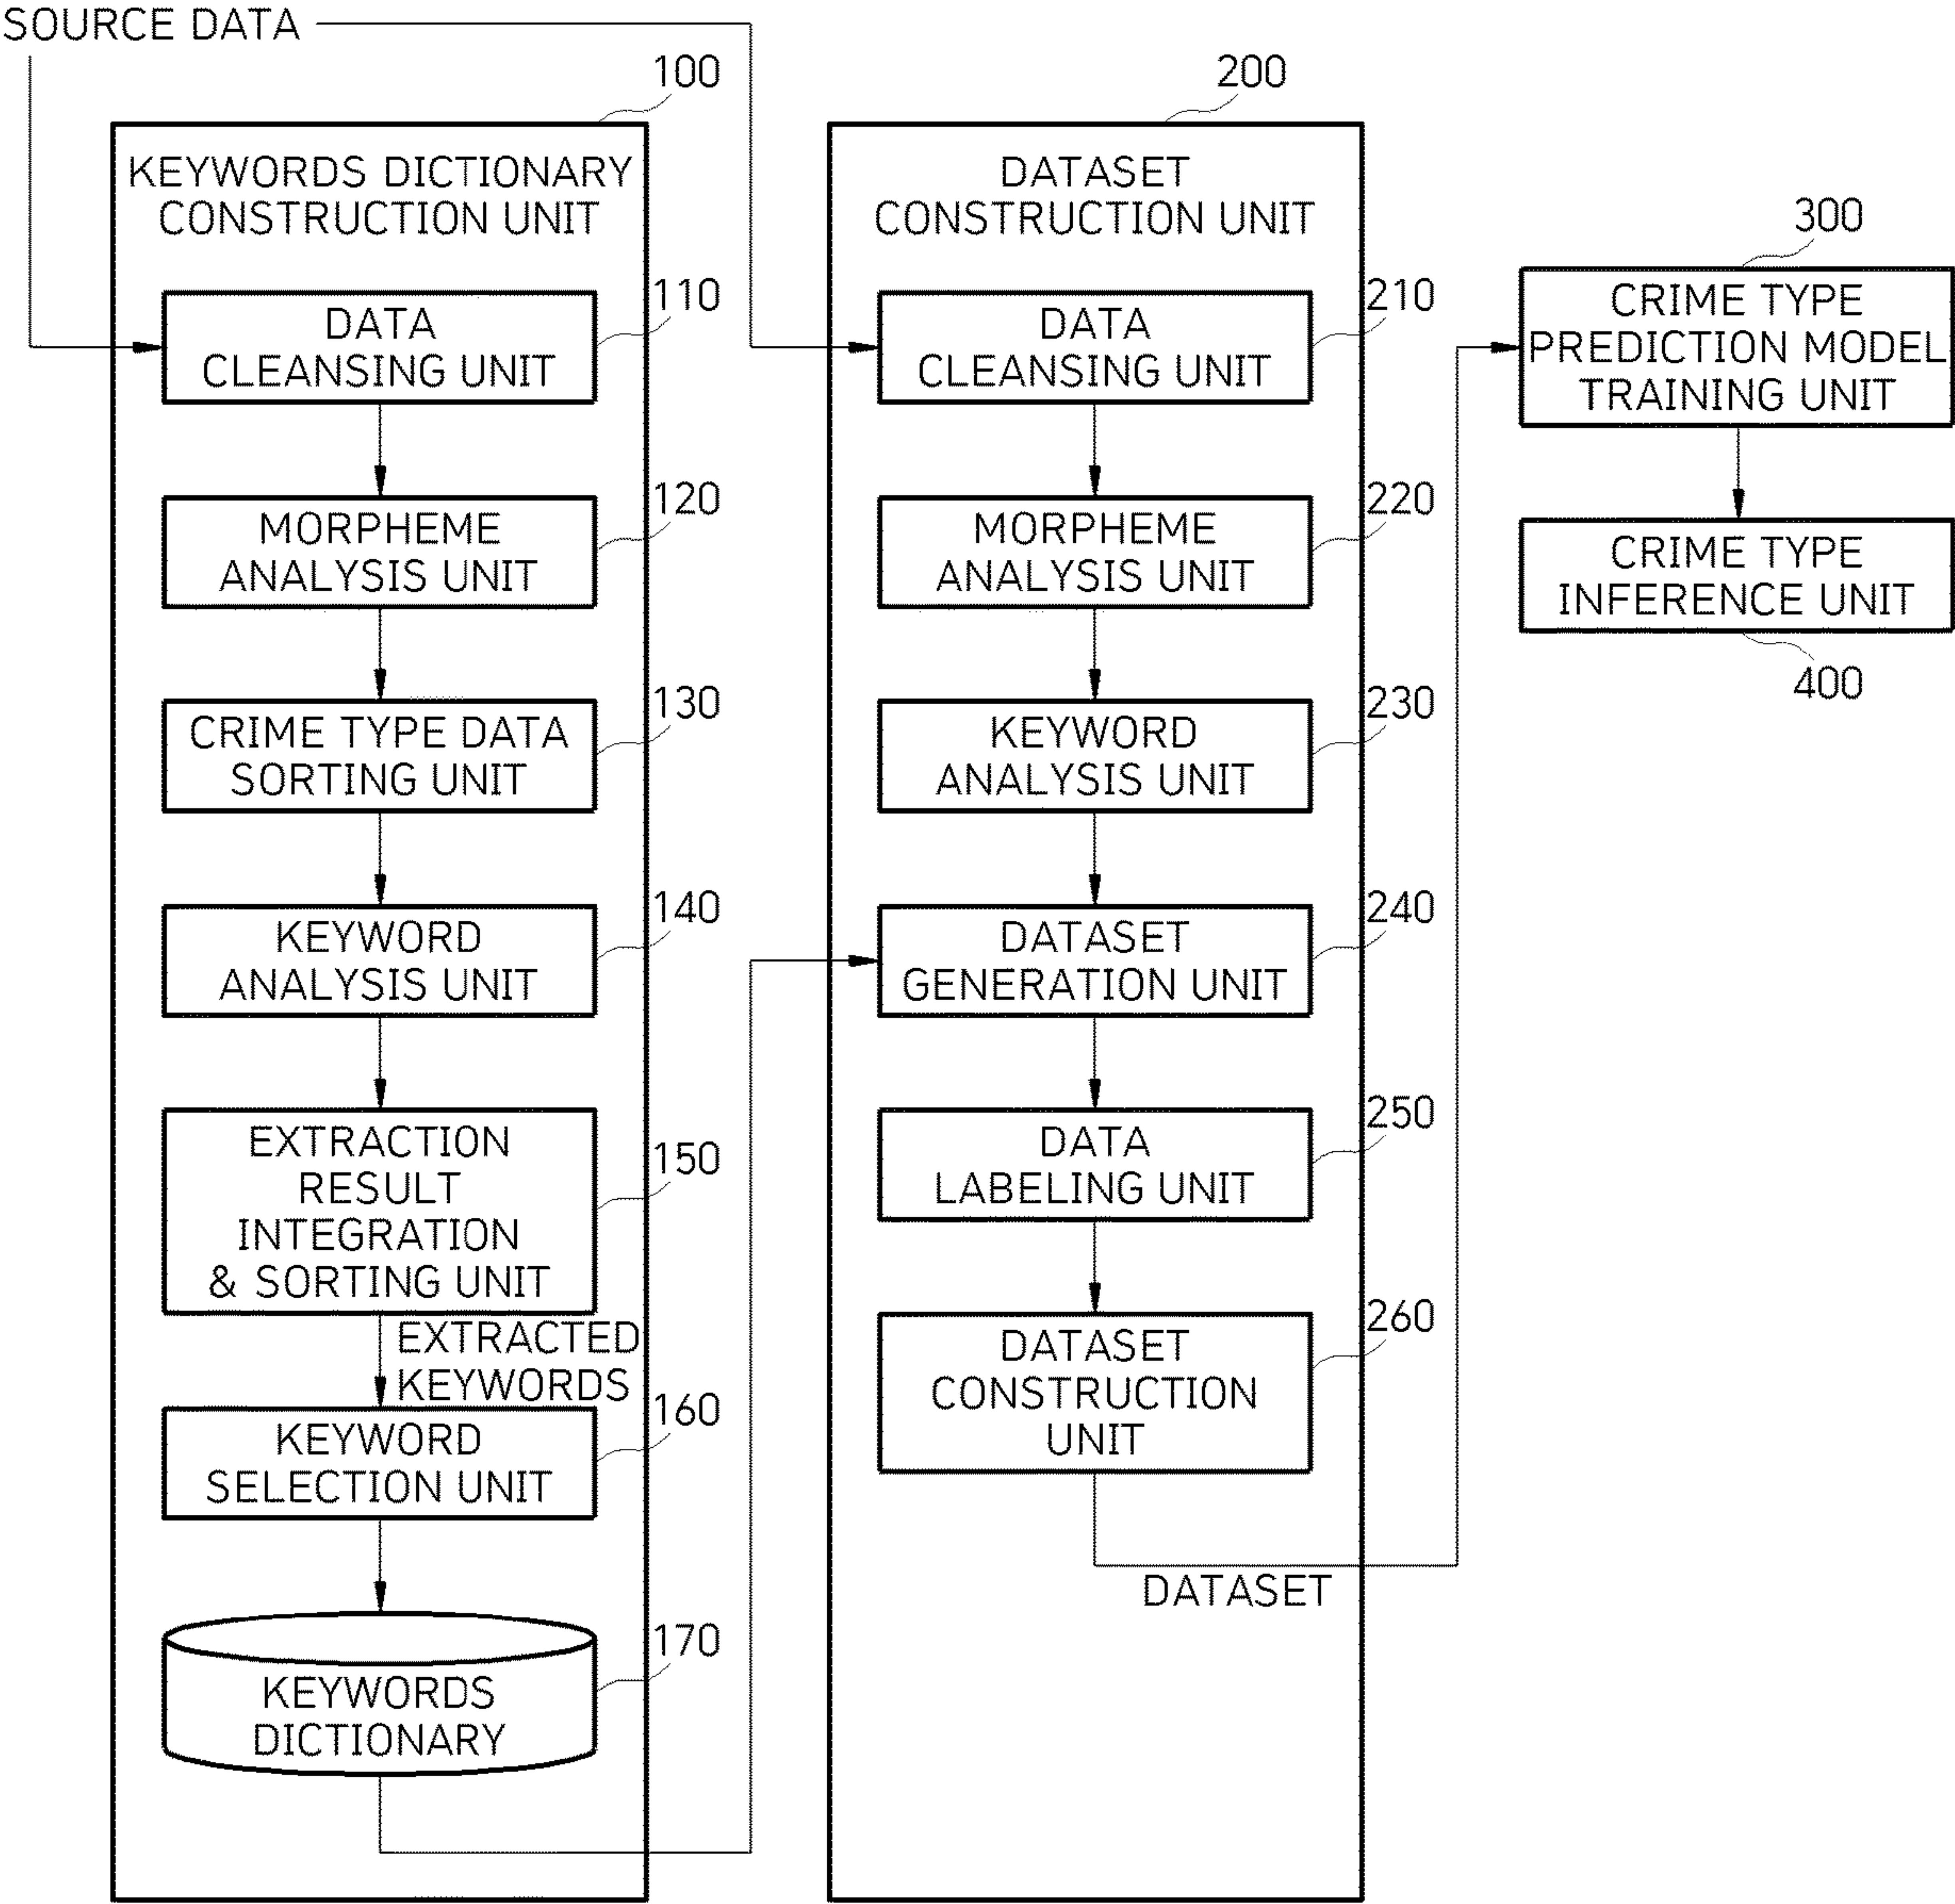 SOURCE DATA
100
KEYWORDS DICTIONARY
CONSTRUCTION UNIT
110
DATA
CLEANSING UNIT
120
MORPHEME
ANALYSIS UNIT
130
CRIME TYPE DATA
SORTING UNIT
140
KEYWORD
ANALYSIS UNIT
150
EXTRACTION
RESULT
INTEGRATION
& SORTING UNIT
EXTRACTED
KEYWORDS
160
KEYWORD
SELECTION UNIT
170
KEYWORDS
DICTIONARY
200
DATASET
CONSTRUCTION UNIT
210
DATA
CLEANSING UNIT
220
MORPHEME
ANALYSIS UNIT
230
KEYWORD
ANALYSIS UNIT
240
DATASET
GENERATION UNIT
250
DATA
LABELING UNIT
260
DATASET
CONSTRUCTION
UNIT
DATASET
300
CRIME TYPE
PREDICTION MODEL
TRAINING UNIT
CRIME TYPE
INFERENCE UNIT
400